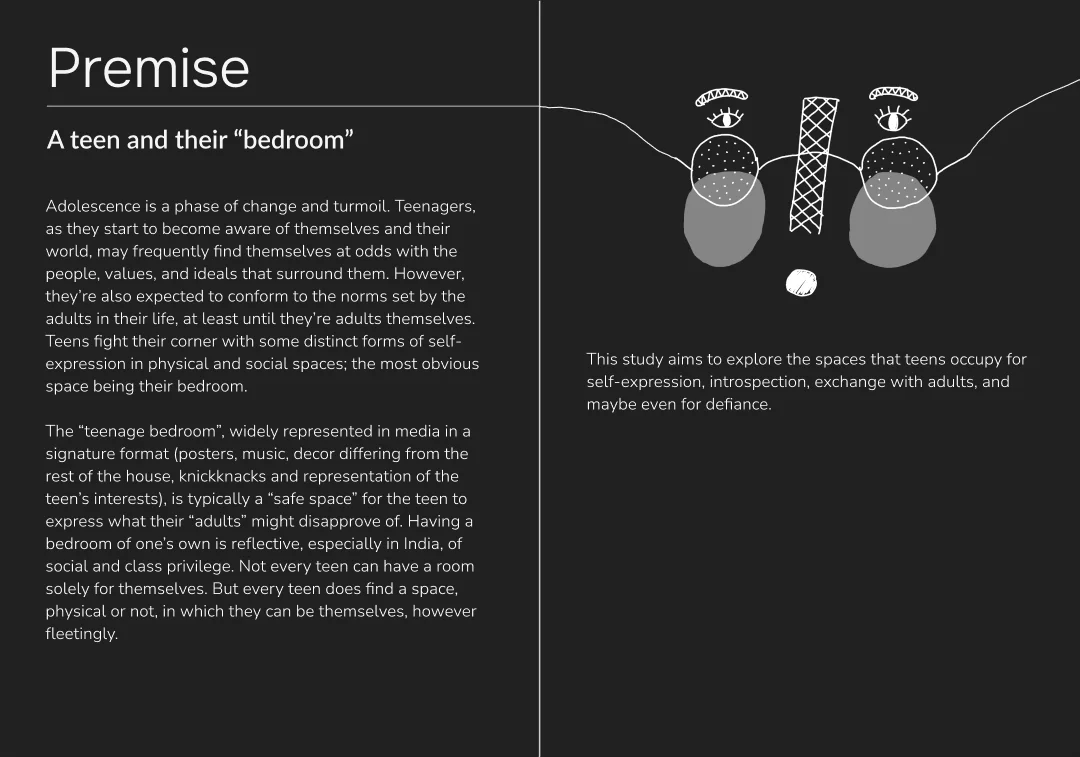 Premise
A teen and their “bedroom”
Adolescence is a phase of change and turmoil. Teenagers,
as they start to become aware of themselves and their
world, may frequently find themselves at odds with the
people, values, and ideals that surround them. However,
they’re also expected to conform to the norms set by the
adults in their life, at least until they’re adults themselves.
Teens fight their corner with some distinct forms of self-
expression in physical and social spaces; the most obvious
space being their bedroom.
The “teenage bedroom”, widely represented in media in a
signature format (posters, music, decor differing from the
rest of the house, knickknacks and representation of the
teen’s interests), is typically a “safe space” for the teen to
express what their “adults” might disapprove of. Having a
bedroom of one’s own is reflective, especially in India, of
social and class privilege. Not every teen can have a room
solely for themselves. But every teen does find a space,
physical or not, in which they can be themselves, however
fleetingly.
This study aims to explore the spaces that teens occupy for
self-expression, introspection, exchange with adults, and
maybe even for defiance.